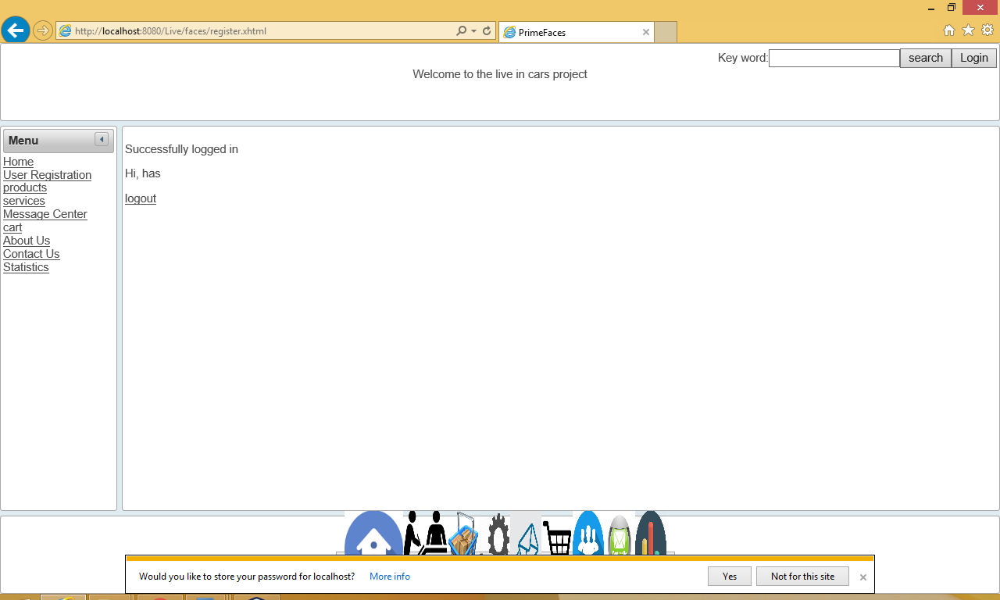 http://localhost:8080/Live/faces/register.xhtml
PrimeFaces
Key word:
search
Login
Welcome to the live in cars project
Menu
Home
User Registration
products
services
Message Center
cart
About Us
Contact Us
Statistics
Successfully logged in
Hi, has
logout
Would you like to store your password for localhost? More info
Yes
Not for this site